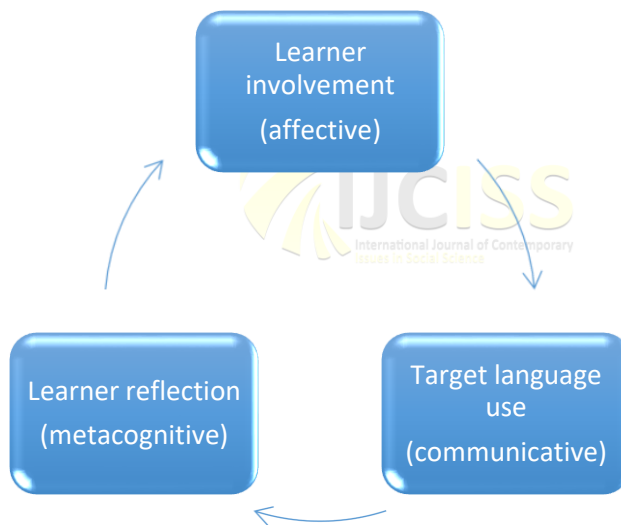 Learner
involvement
(affective)
IJCISS
International Journal of Contemporary
Issues in Social Science
Learner reflection
(metacognitive)
Target language
use
(communicative)